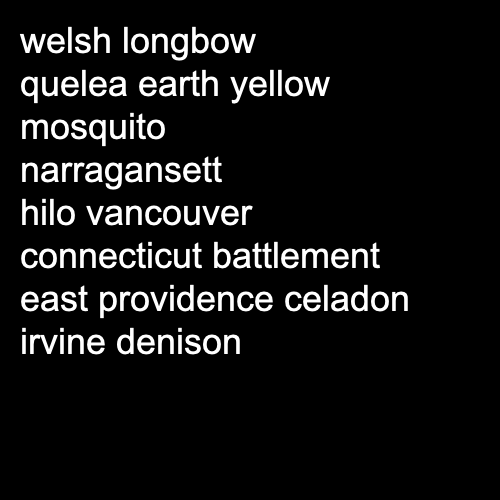 welsh longbow
quelea earth yellow
mosquito
narragansett
hilo vancouver
connecticut battlement
east providence celadon
irvine denison